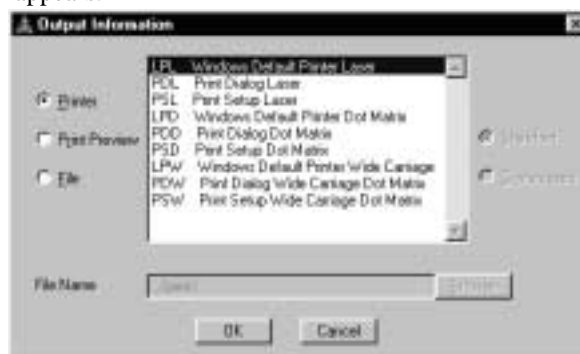 appears.
Output Information
LPL Windows Default Printer Laser
PDL Print Dialog Laser
PSL Print Setup Laser
LPD Windows Default Printer Dot Matrix
PDD Print Dialog Dot Matrix
PSD Print Setup Dot Matrix
LPW Windows Default Printer Wide Carriage
PDW Print Dialog Wide Carriage Dot Matrix
PSW Print Setup Wide Carriage Dot Matrix
Printer
Print Preview
File
File Name
OK Cancel